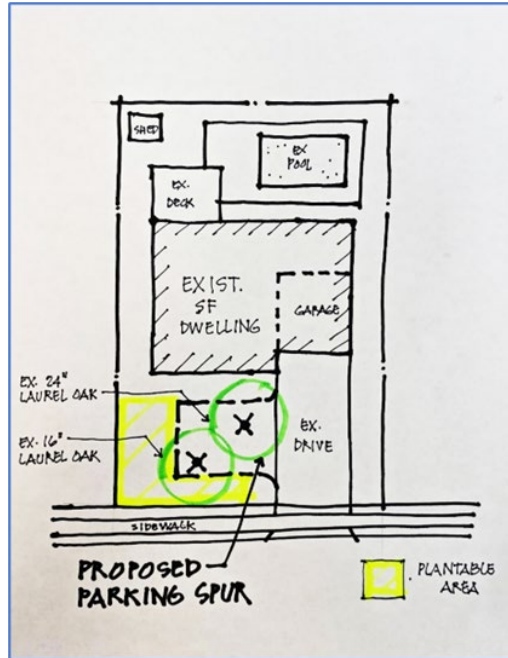 SHED
EX
POOL
EX.
DECK
EXIST.
SF
DWELLING
GARAGE
EX. 24"
LAUREL OAK
EX. 16"
LAUREL OAK
EX.
DRIVE
SIDEWALK
PROPOSED
PARKING SPUR
PLANTABLE
AREA